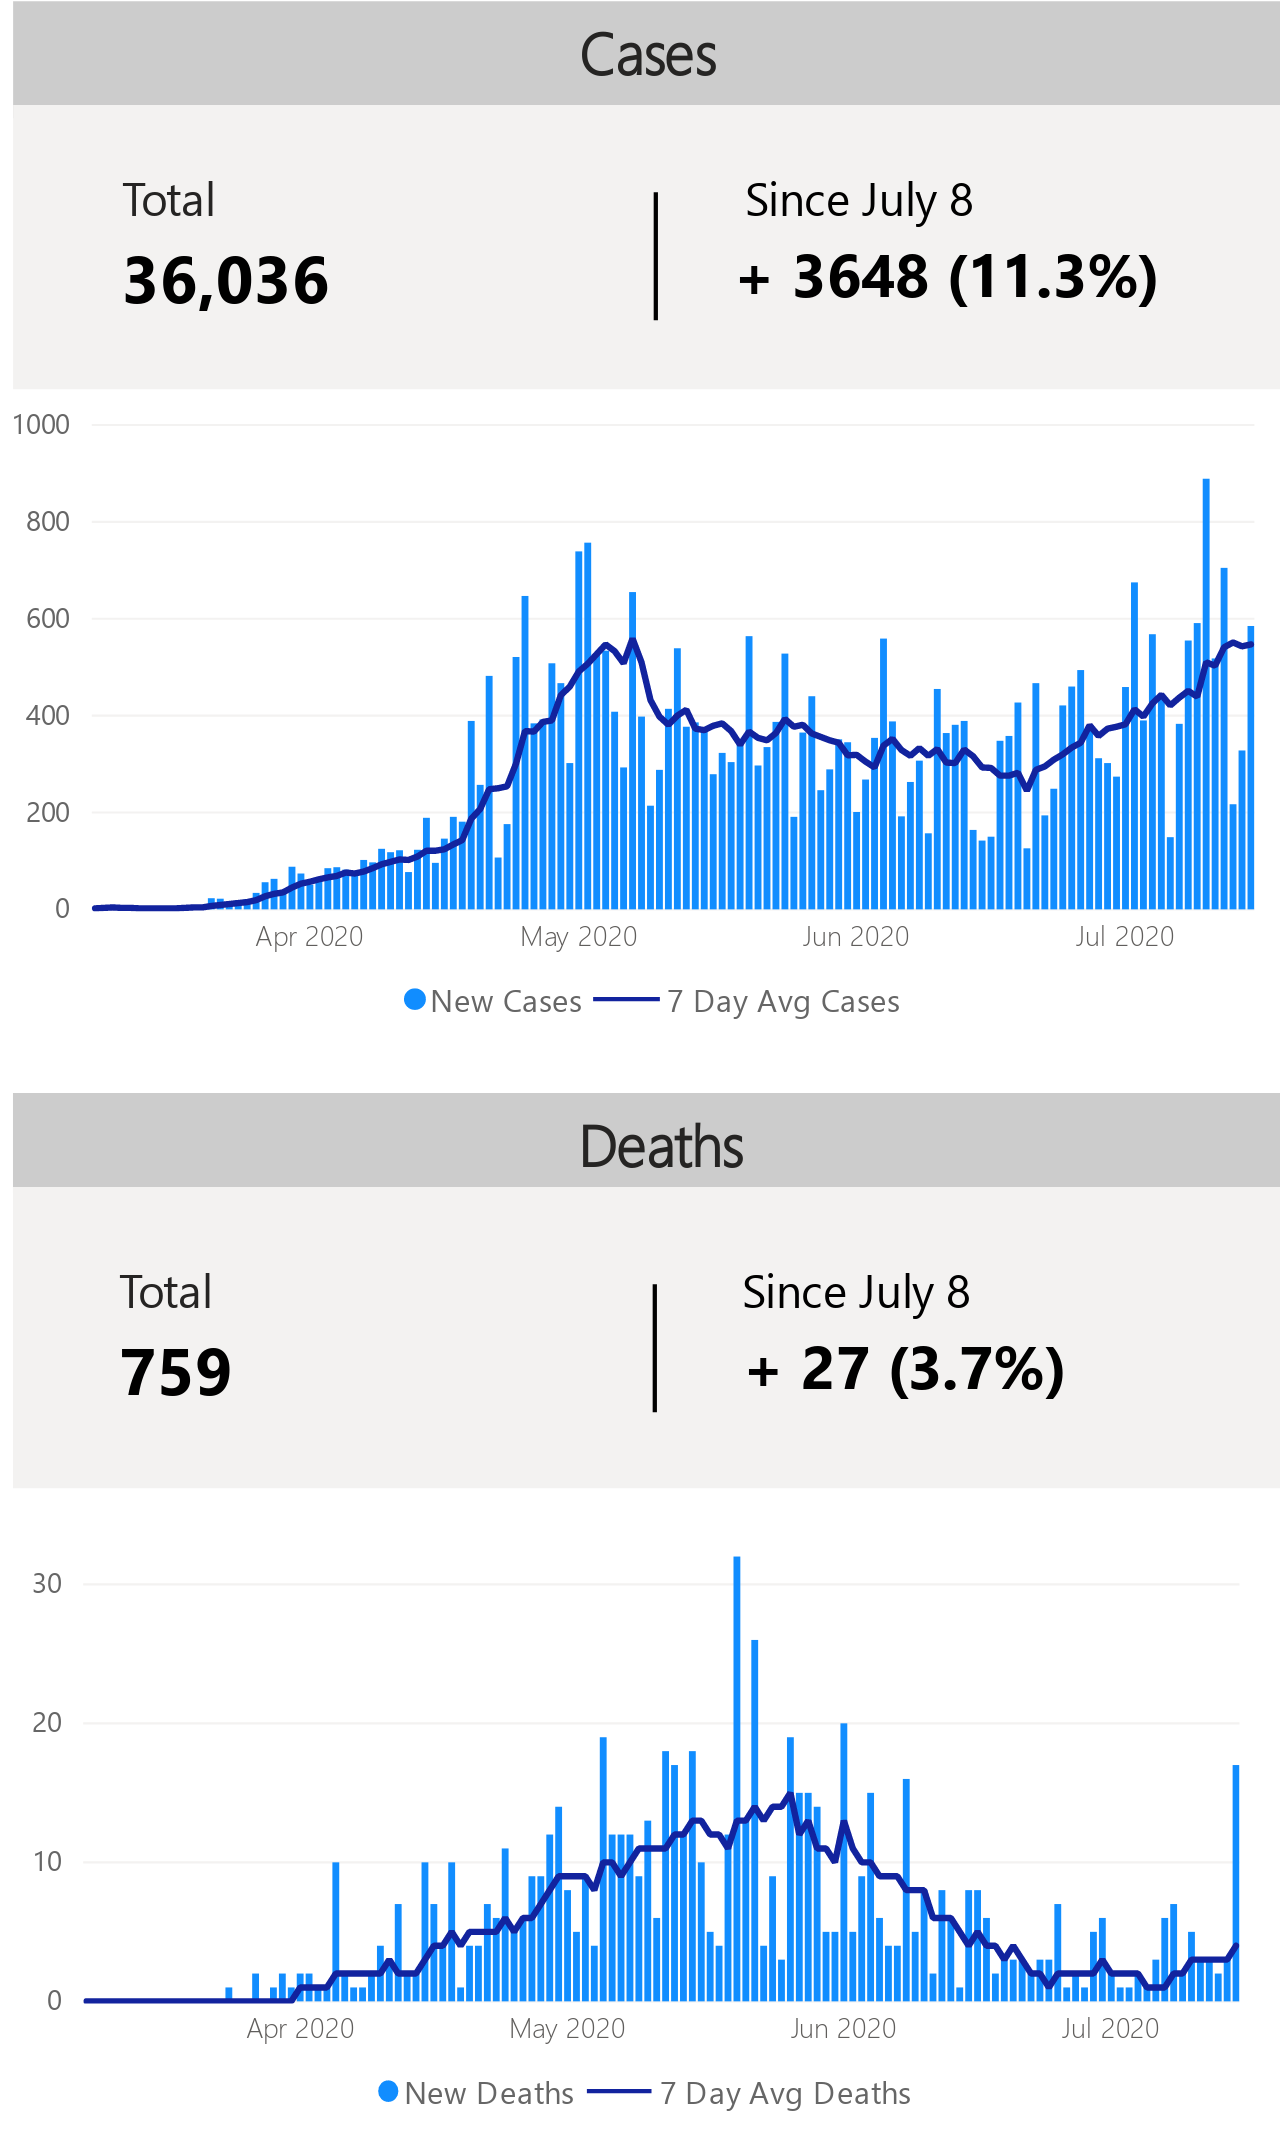 Cases
Total
Since July 8
36,036
+ 3648 (11.3%)
1000
800
600
400
200
0
Apr 2020
May 2020
Jun 2020
Jul 2020
New Cases
7 Day Avg Cases
Deaths
Total
Since July 8
759
+ 27 (3.7%)
30
20
10
0
Apr 2020
May 2020
Jun 2020
Jul 2020
New Deaths
7 Day Avg Deaths